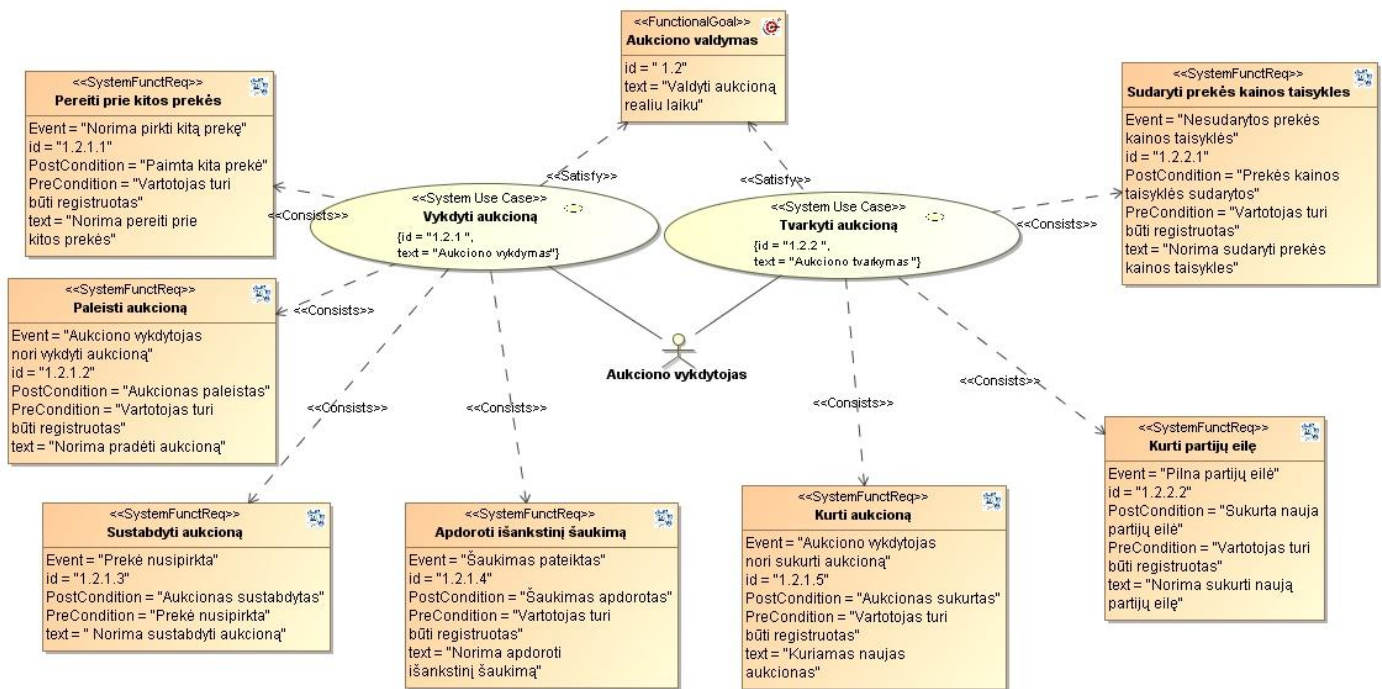 <<FunctionalGoal>>
Aukciono valdymas
id = " 1.2"
text = "Valdyti aukcioną
realiu laiku"
<<SystemFunctReq>>
Pereiti prie kitos prekės
Event = "Norima pirkti kitą prekę"
id = "1.2.1.1"
PostCondition = "Paimta kita prekė"
PreCondition = "Vartotojas turi
būti registruotas"
text = "Norima pereiti prie
kitos prekės"
<<SystemFunctReq>>
Sudaryti prekės kainos taisykles
Event = "Nesudarytos prekės
kainos taisyklės"
id = "1.2.2.1"
PostCondition = "Prekės kainos
taisyklės sudarytos"
PreCondition = "Vartotojas turi
būti registruotas"
text = "Norima sudaryti prekės
kainos taisykles"
<<Satisfy>>
<<Satisfy>>
<<System Use Case>>
Vykdyti aukcioną
{id = "1.2.1 ",
text = "Aukciono vykdymas"}
<<System Use Case>>
Tvarkyti aukcioną
{id = "1.2.2 ",
text = "Aukciono tvarkymas "}
<<Consists>>
<<Consists>>
<<SystemFunctReq>>
Paleisti aukcioną
Event = "Aukciono vykdytojas
nori vykdyti aukcioną"
id = "1.2.1.2"
PostCondition = "Aukcionas paleistas"
PreCondition = "Vartotojas turi
būti registruotas"
text = "Norima pradėti aukcioną"
<<Consists>>
Aukciono vykdytojas
<<Consists>>
<<Consists>>
<<Consists>>
<<Consists>>
<<SystemFunctReq>>
Kurti partijų eilę
Event = "Pilna partijų eilė"
id = "1.2.2.2"
PostCondition = "Sukurta nauja
partijų eilė"
PreCondition = "Vartotojas turi
būti registruotas"
text = "Norima sukurti naują
partijų eilę"
<<SystemFunctReq>>
Sustabdyti aukcioną
Event = "Prekė nusipirkta"
id = "1.2.1.3"
PostCondition = "Aukcionas sustabdytas"
PreCondition = "Prekė nusipirkta"
text = " Norima sustabdyti aukcioną"
<<SystemFunctReq>>
Apdoroti išankstinį šaukimą
Event = "Šaukimas pateiktas"
id = "1.2.1.4"
PostCondition = "Šaukimas apdorotas"
PreCondition = "Vartotojas turi
būti registruotas"
text = "Norima apdoroti
išankstinį šaukimą"
<<SystemFunctReq>>
Kurti aukcioną
Event = "Aukciono vykdytojas
nori sukurti aukcioną"
id = "1.2.1.5"
PostCondition = "Aukcionas sukurtas"
PreCondition = "Vartotojas turi
būti registruotas"
text = "Kuriamas naujas
aukcionas"